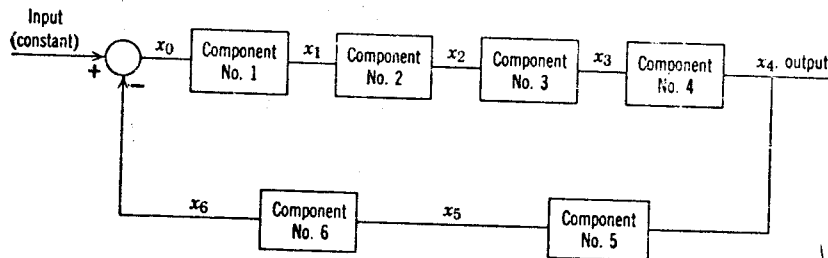 Input
(constant)
+
−
x0
Component
No. 1
x1
Component
No. 2
x2
Component
No. 3
x3
Component
No. 4
x4. output
x6
Component
No. 6
x5
Component
No. 5